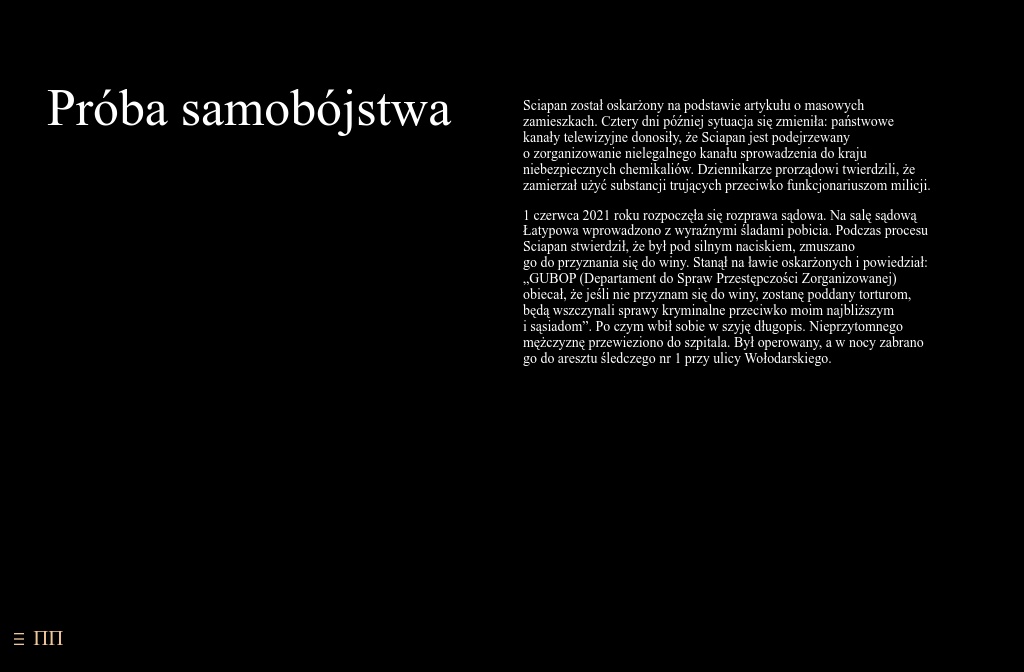 Próba samobójstwa
Sciapan został oskarżony na podstawie artykułu o masowych
zamieszkach. Cztery dni później sytuacja się zmieniła: państwowe
kanały telewizyjne donosiły, że Sciapan jest podejrzewany
o zorganizowanie nielegalnego kanału sprowadzenia do kraju
niebezpiecznych chemikaliów. Dziennikarze prorządowi twierdzili, że
zamierzał użyć substancji trujących przeciwko funkcjonariuszom milicji.
1 czerwca 2021 roku rozpoczęła się rozprawa sądowa. Na salę sądową
Łatypowa wprowadzono z wyraźnymi śladami pobicia. Podczas procesu
Sciapan stwierdził, że był pod silnym naciskiem, zmuszano
go do przyznania się do winy. Stanął na ławie oskarżonych i powiedział:
„GUBOP (Departament do Spraw Przestępczości Zorganizowanej)
obiecał, że jeśli nie przyznam się do winy, zostanę poddany torturom,
będą wszczynali sprawy kryminalne przeciwko moim najbliższym
i sąsiadom”. Po czym wbił sobie w szyję długopis. Nieprzytomnego
mężczyznę przewieziono do szpitala. Był operowany, a w nocy zabrano
go do aresztu śledczego nr 1 przy ulicy Wołodarskiego.
ПП